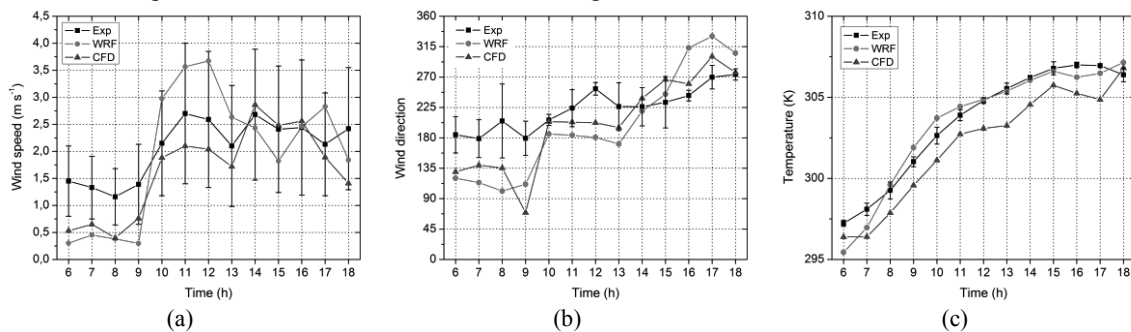 Exp
WRF
CFD
4,5
4,0
3,5
3,0
2,5
2,0
1,5
1,0
0,5
0,0
Wind speed (m s⁻¹)
6 7 8 9 10 11 12 13 14 15 16 17 18
Time (h)
(a)
Exp
WRF
CFD
360
315
270
225
180
135
90
45
0
Wind direction
6 7 8 9 10 11 12 13 14 15 16 17 18
Time (h)
(b)
Exp
WRF
CFD
310
305
300
295
Temperature (K)
6 7 8 9 10 11 12 13 14 15 16 17 18
Time (h)
(c)